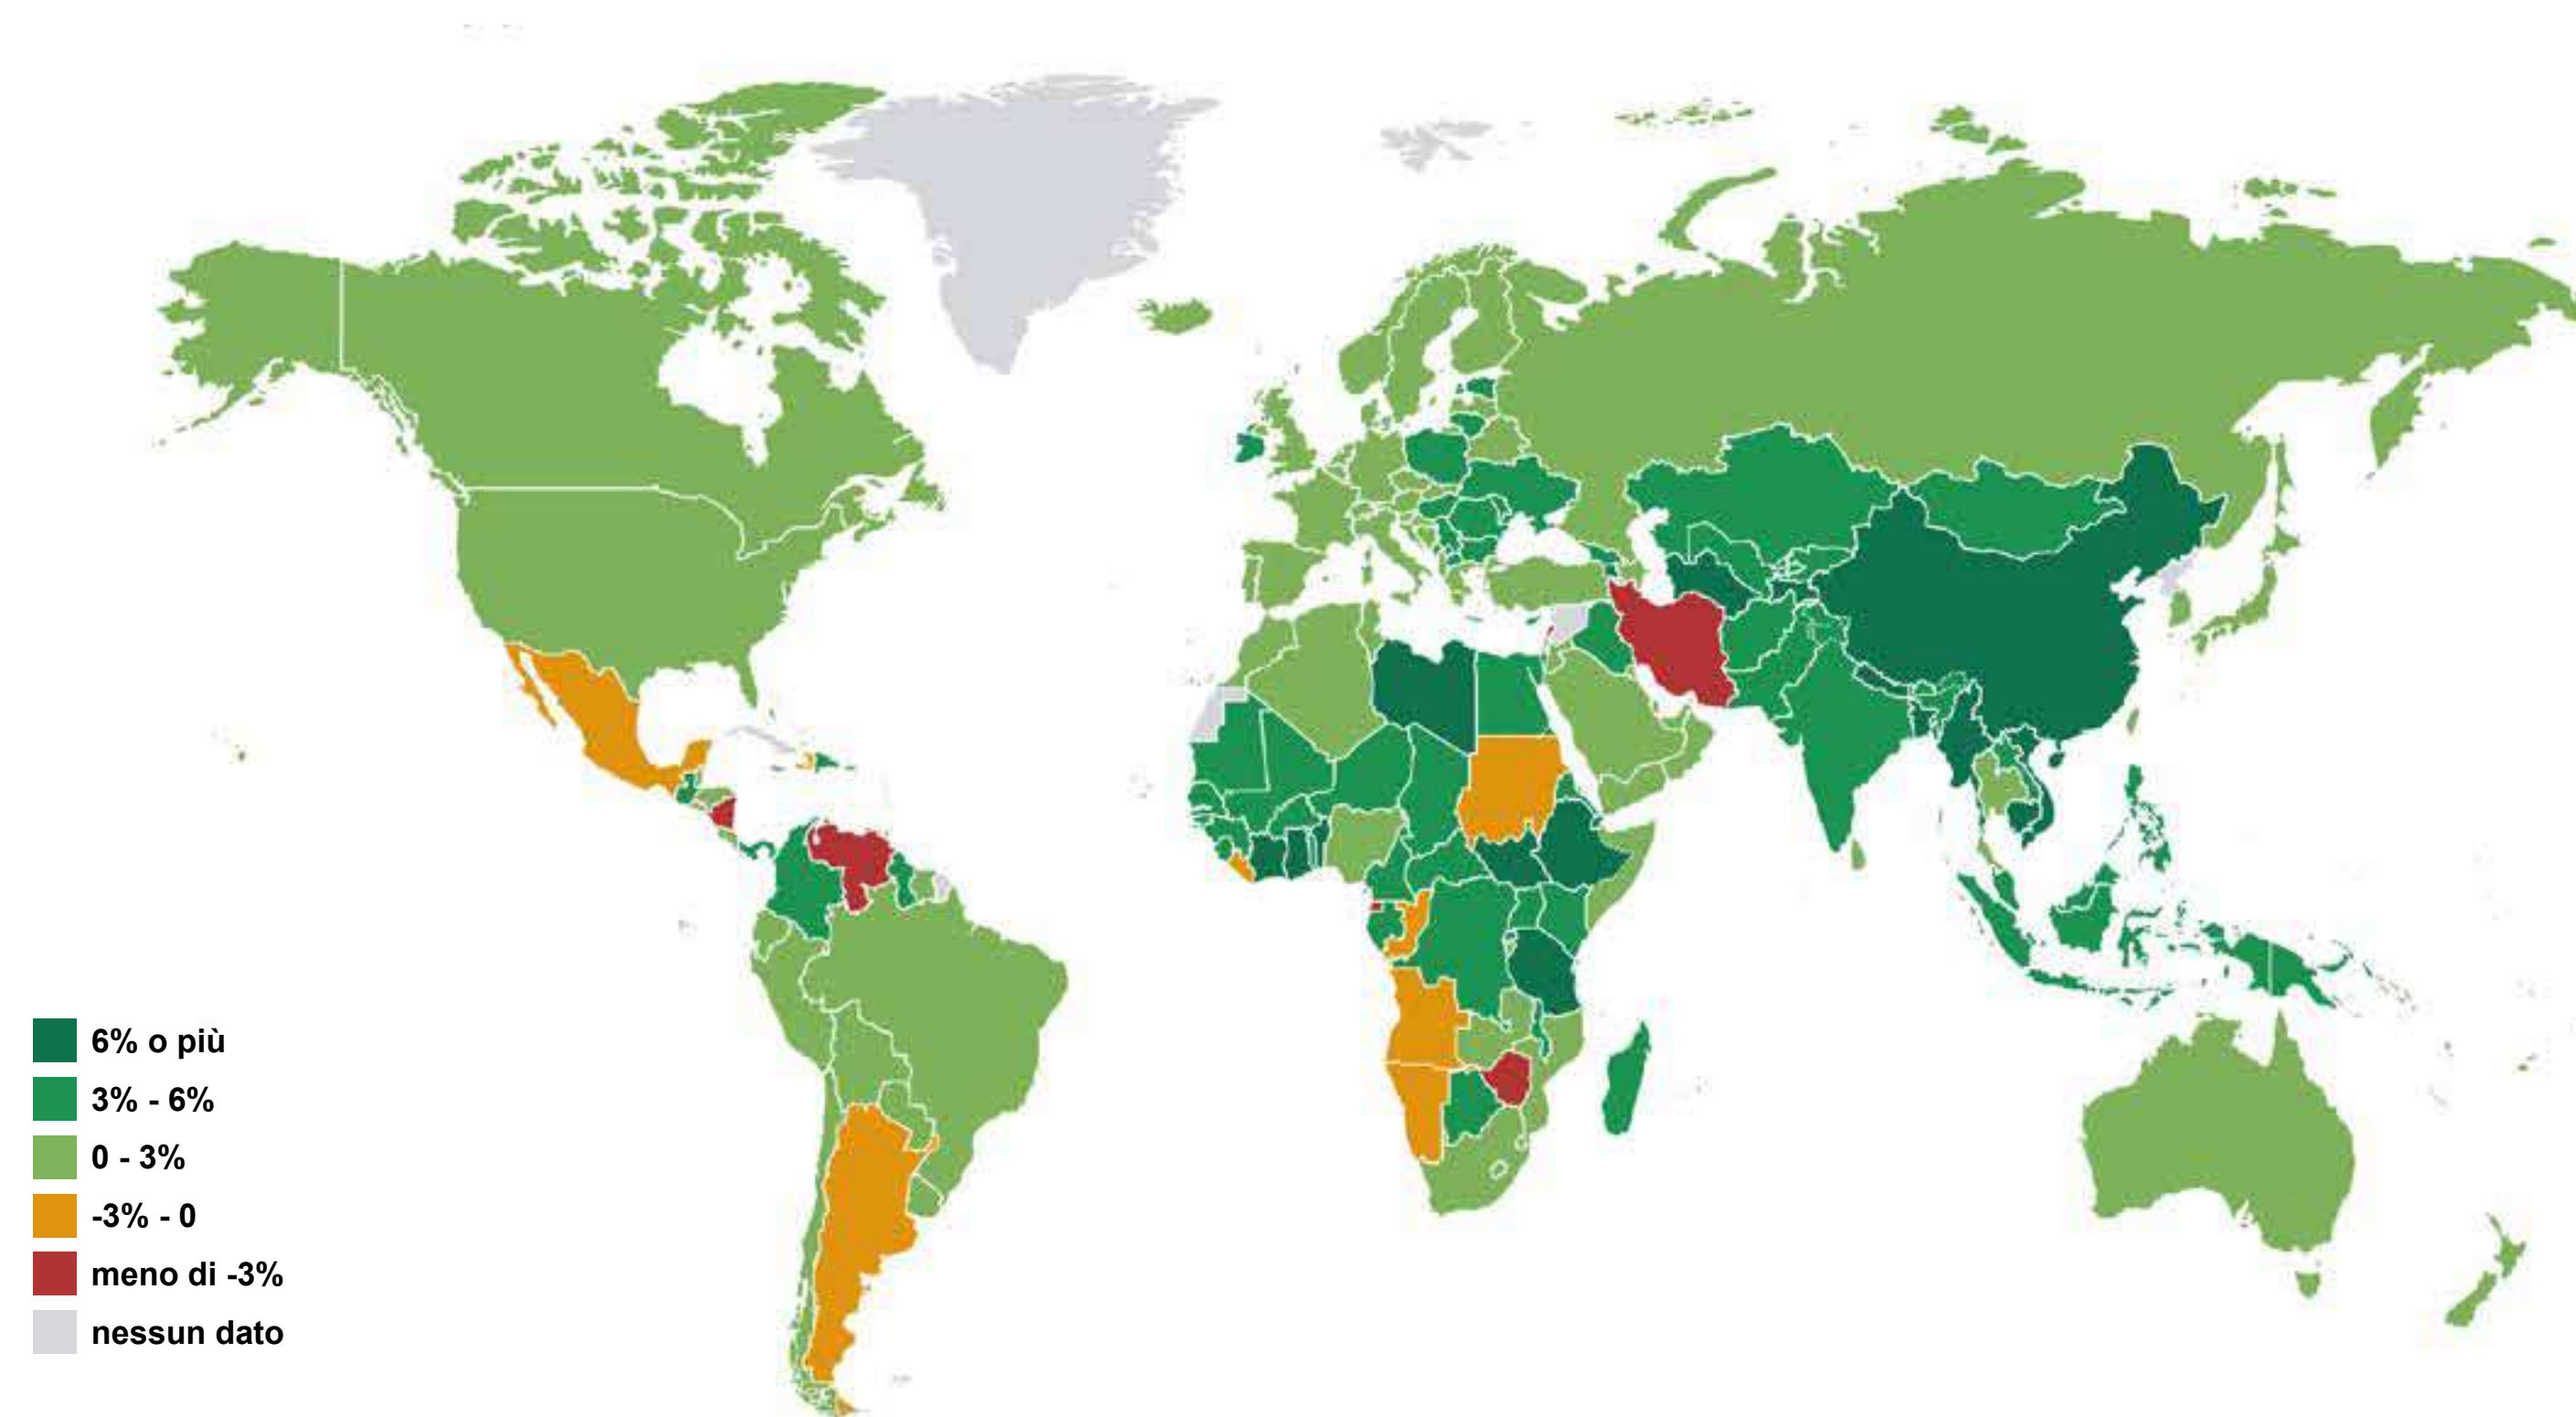 6% o più
3% - 6%
0 - 3%
-3% - 0
meno di -3%
nessun dato